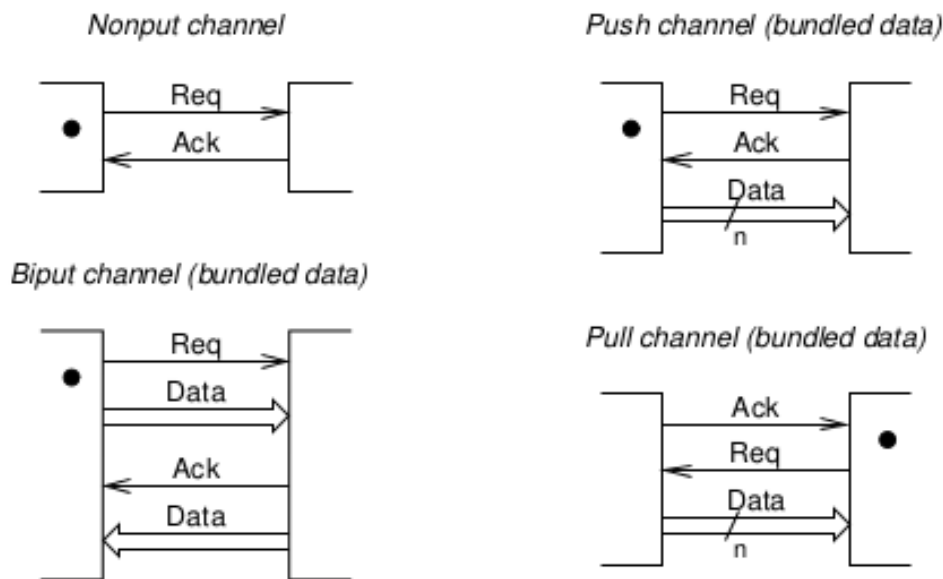 Nonput channel
Req
Ack
Push channel (bundled data)
Req
Ack
Data
n
Biput channel (bundled data)
Req
Data
Ack
Data
Pull channel (bundled data)
Ack
Req
Data
n